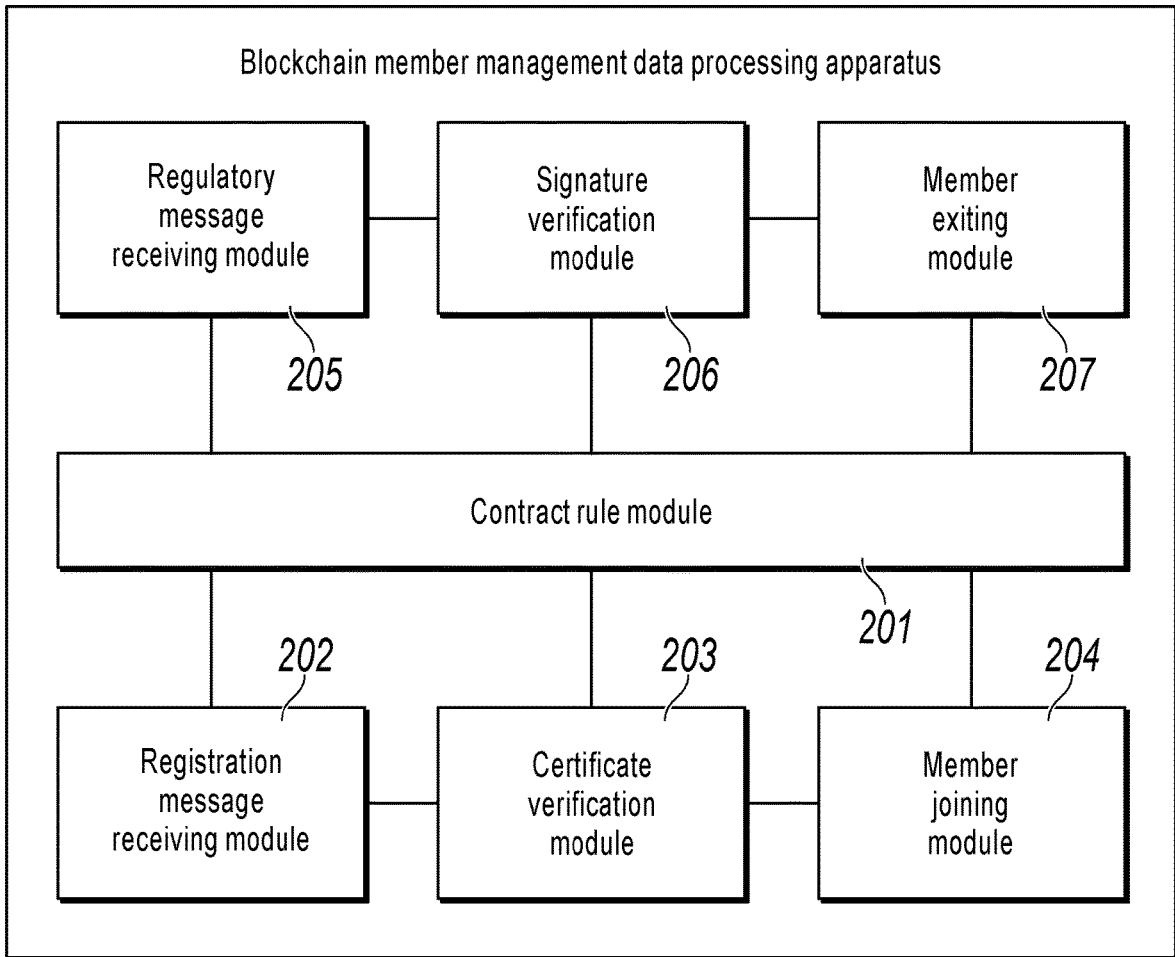 Blockchain member management data processing apparatus
Regulatory
message
receiving module
Signature
verification
module
Member
exiting
module
205
206
207
Contract rule module
201
202
203
204
Registration
message
receiving module
Certificate
verification
module
Member
joining
module